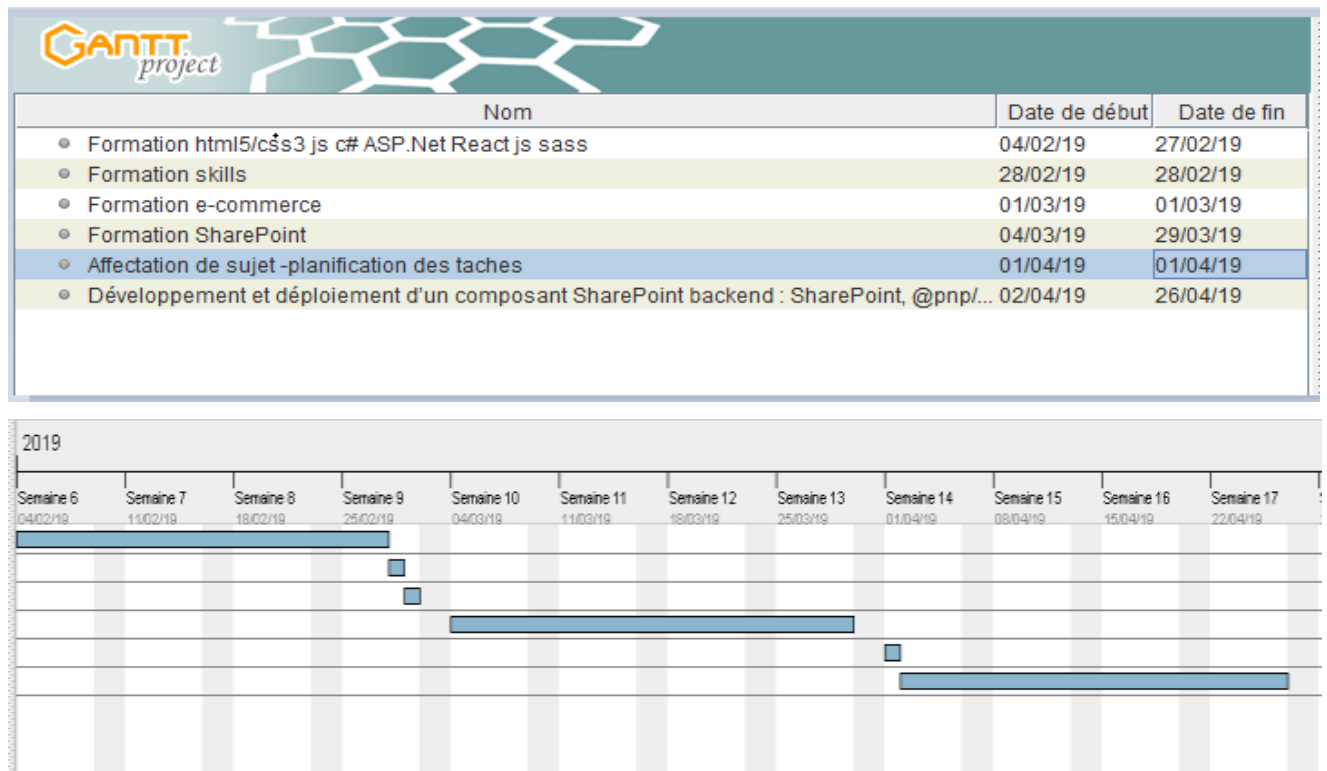 GANTT
project
Nom Date de début Date de fin
Formation html5/css3 js c# ASP.Net React js sass 04/02/19 27/02/19
Formation skills 28/02/19 28/02/19
Formation e-commerce 01/03/19 01/03/19
Formation SharePoint 04/03/19 29/03/19
Affectation de sujet -planification des taches 01/04/19 01/04/19
Développement et déploiement d'un composant SharePoint backend : SharePoint, @pnp/... 02/04/19 26/04/19
2019
Semaine 6 Semaine 7 Semaine 8 Semaine 9 Semaine 10 Semaine 11 Semaine 12 Semaine 13 Semaine 14 Semaine 15 Semaine 16 Semaine 17
04/02/19 11/02/19 18/02/19 25/02/19 04/03/19 11/03/19 18/03/19 25/03/19 01/04/19 08/04/19 15/04/19 22/04/19